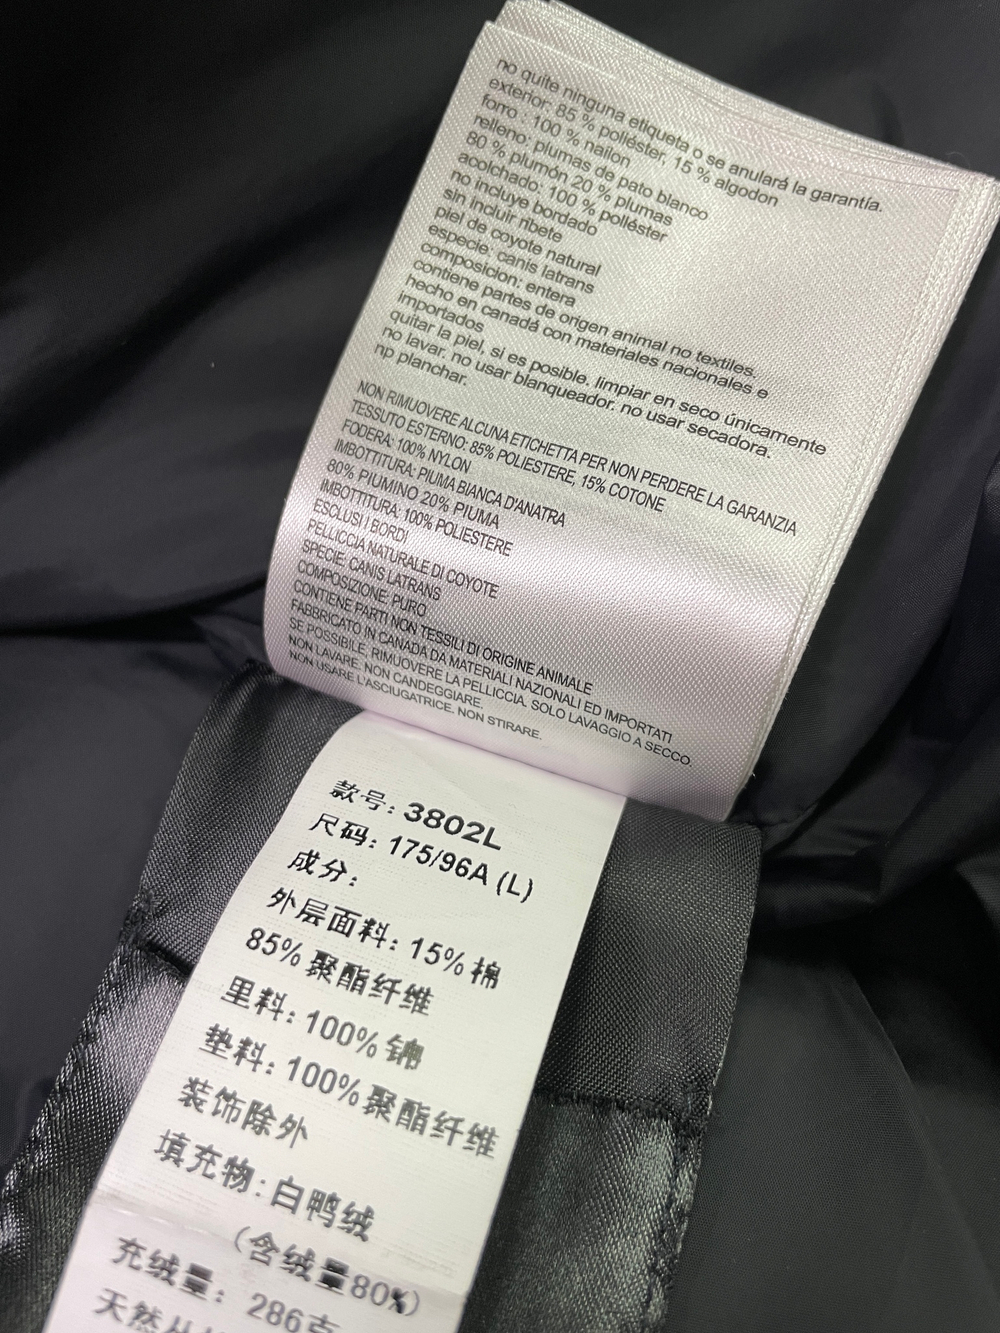 no quite ninguna etiqueta o se anulará la garantía.
exterior: 85 % poliéster, 15 % algodon
forro : 100 % nailon
relleno: plumas de pato blanco
80 % plumón 20 % plumas
acolchado: 100 % poliéster
no incluye bordado
sin incluir ribete
piel de coyote natural
especie: canis latrans
composicion: entera
contiene partes de origen animal no textiles.
hecho en canadá con materiales nacionales e
importados
quitar la piel, si es posible. limpiar en seco únicamente
no lavar. no usar blanqueador. no usar secadora.
np planchar.
NON RIMUOVERE ALCUNA ETICHETTA PER NON PERDERE LA GARANZIA
TESSUTO ESTERNO: 85% POLIESTERE, 15% COTONE
FODERA: 100% NYLON
IMBOTTITURA: PIUMA BIANCA D'ANATRA
80% PIUMINO 20% PIUMA
IMBOTTITURA: 100% POLIESTERE
ESCLUSI I BORDI
PELLICCIA NATURALE DI COYOTE
SPECIE: CANIS LATRANS
COMPOSIZIONE: PURO
CONTIENE PARTI NON TESSILI DI ORIGINE ANIMALE
FABBRICATO IN CANADA DA MATERIALI NAZIONALI ED IMPORTATI
SE POSSIBILE, RIMUOVERE LA PELLICCIA. SOLO LAVAGGIO A SECCO.
NON LAVARE. NON CANDEGGIARE.
NON USARE L'ASCIUGATRICE. NON STIRARE.
款号: 3802L
尺码: 175/96A (L)
成分:
外层面料: 15% 棉
85% 聚酯纤维
里料: 100% 锦
垫料: 100% 聚酯纤维
装饰除外
填充物: 白鸭绒
(含绒量80%)
充绒量: 286克
天然